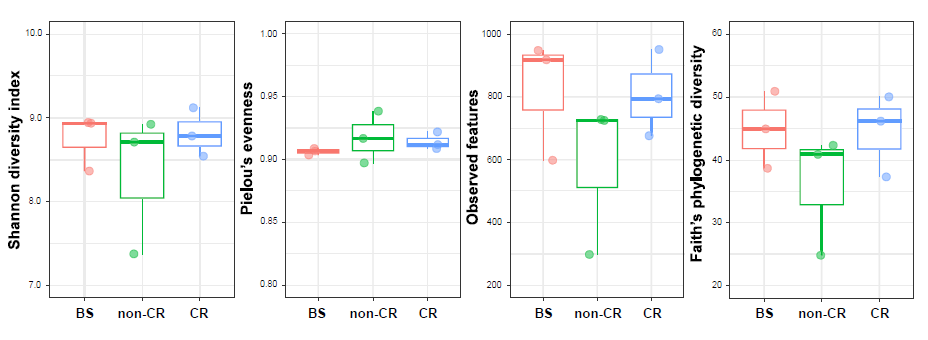 Shannon diversity index
10.0
9.0
8.0
7.0
BS non-CR CR
Pielou's evenness
1.00
0.95
0.90
0.85
0.80
BS non-CR CR
Observed features
1000
800
600
400
200
BS non-CR CR
Faith's phylogenetic diversity
60
50
40
30
20
BS non-CR CR